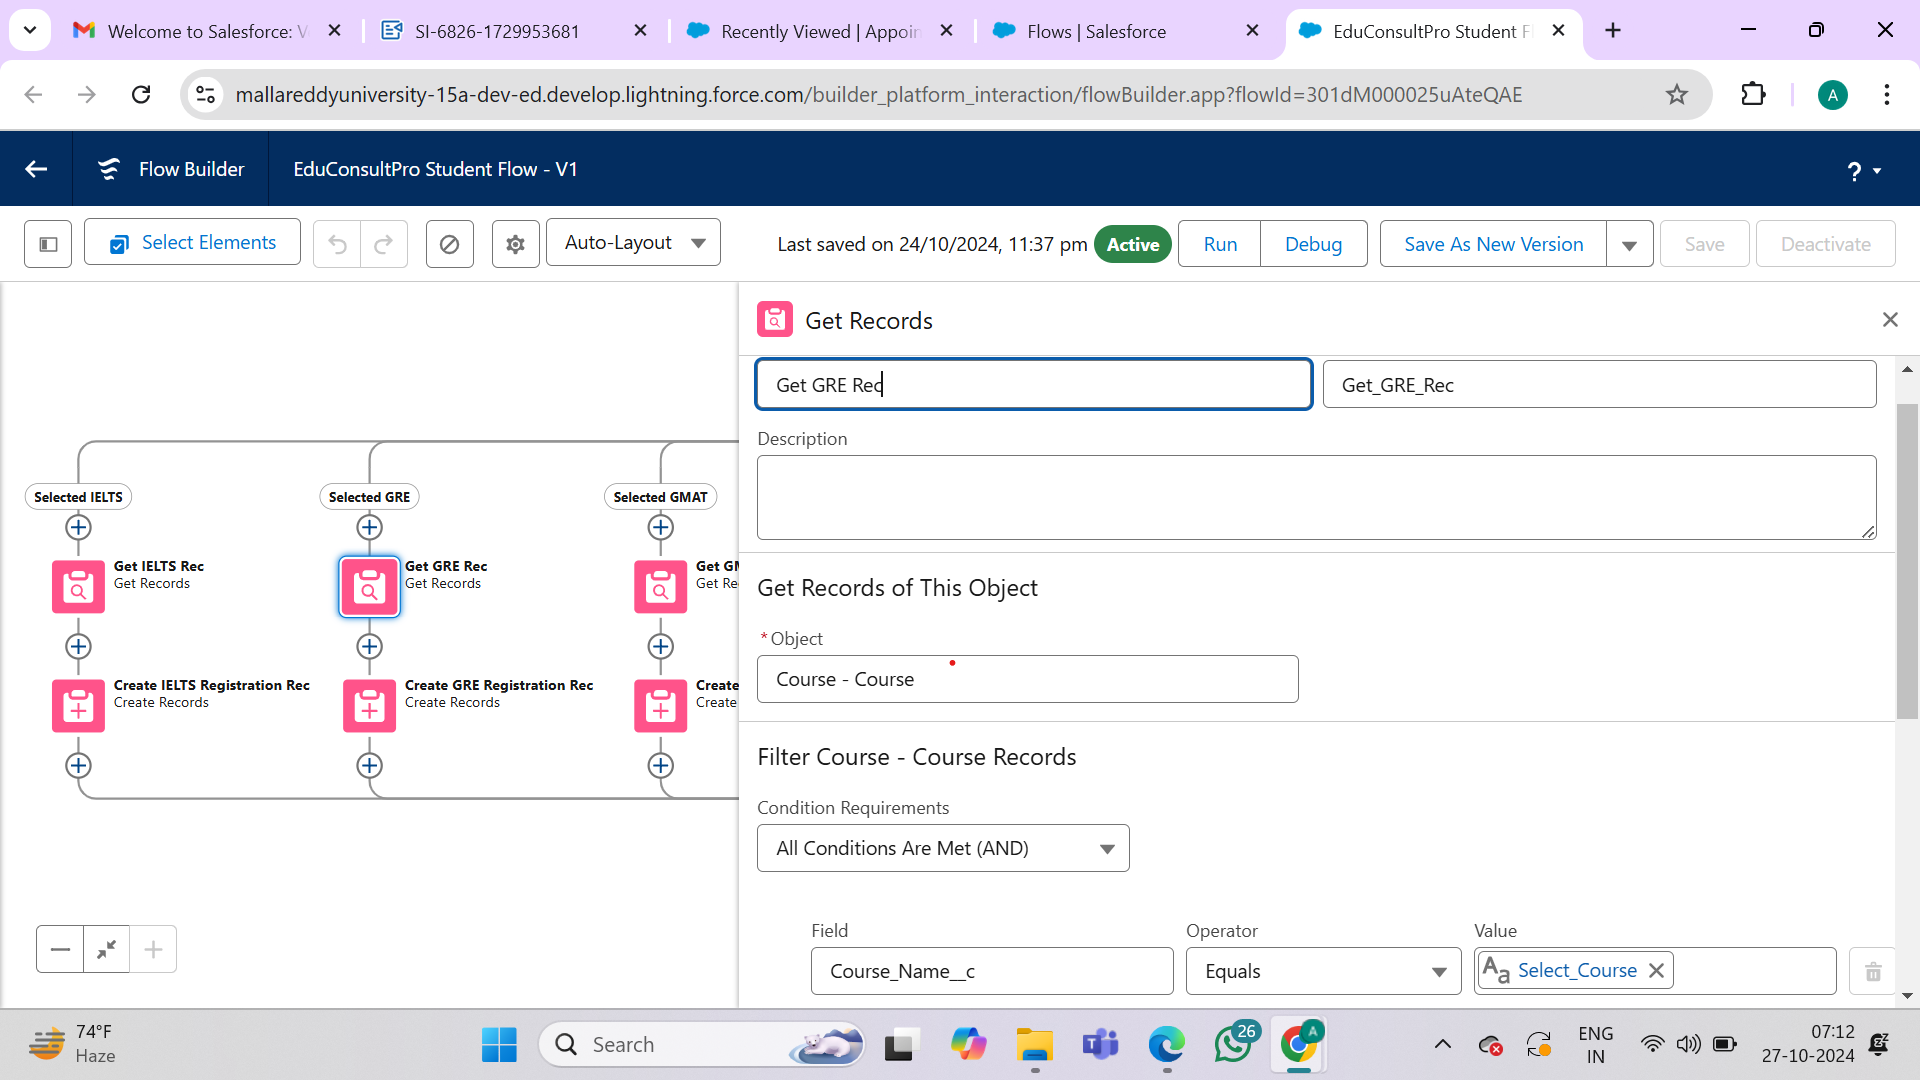 Welcome to Salesforce: V
SI-6826-1729953681
Recently Viewed | Appoin
Flows | Salesforce
EduConsultPro Student F
mallareddyuniversity-15a-dev-ed.develop.lightning.force.com/builder_platform_interaction/flowBuilder.app?flowId=301dM000025uAteQAE
A
Flow Builder
EduConsultPro Student Flow - V1
?
Select Elements
Auto-Layout
Last saved on 24/10/2024, 11:37 pm
Active
Run
Debug
Save As New Version
Save
Deactivate
Get Records
Get GRE Rec
Get_GRE_Rec
Description
Get Records of This Object
*Object
Course - Course
Filter Course - Course Records
Condition Requirements
All Conditions Are Met (AND)
Field
Operator
Value
Course_Name__c
Equals
Aa Select_Course
Selected IELTS
Selected GRE
Selected GMAT
Get IELTS Rec
Get Records
Get GRE Rec
Get Records
Get GM
Get Re
Create IELTS Registration Rec
Create Records
Create GRE Registration Rec
Create Records
Create
Create
74°F
Haze
Search
26
A
ENG
IN
07:12
27-10-2024